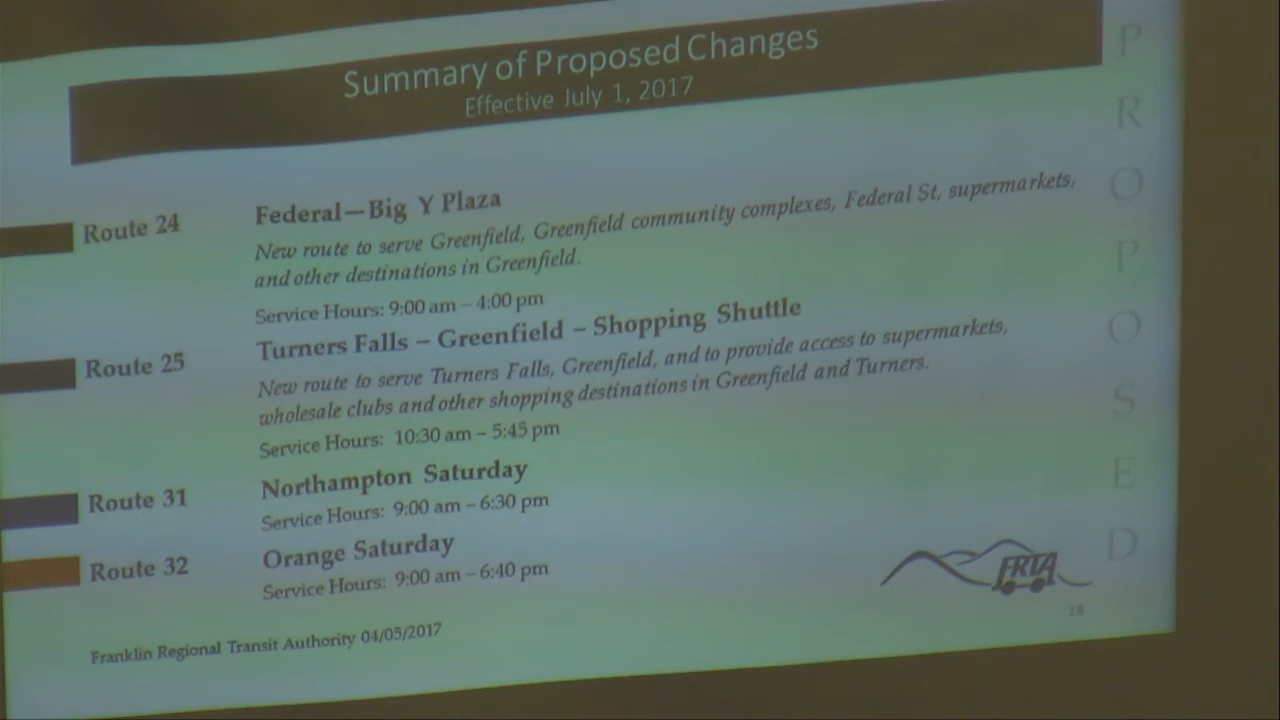 Summary of Proposed Changes
Effective July 1, 2017
Route 24
Federal—Big Y Plaza
New route to serve Greenfield, Greenfield community complexes, Federal St, supermarkets,
and other destinations in Greenfield.
Service Hours: 9:00 am – 4:00 pm
Route 25
Turners Falls – Greenfield – Shopping Shuttle
New route to serve Turners Falls, Greenfield, and to provide access to supermarkets,
wholesale clubs and other shopping destinations in Greenfield and Turners.
Service Hours: 10:30 am – 5:45 pm
Route 31
Northampton Saturday
Service Hours: 9:00 am – 6:30 pm
Route 32
Orange Saturday
Service Hours: 9:00 am – 6:40 pm
Franklin Regional Transit Authority 04/05/2017
FRTA
18
PROPOSED